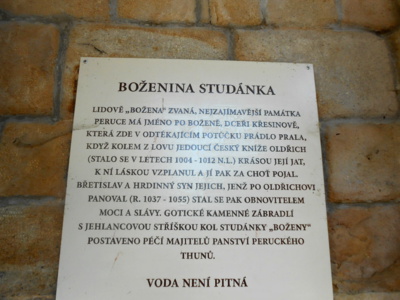 BOŽENINA STUDÁNKA
LIDOVĚ „BOŽENA" ZVANÁ, NEJZAJÍMAVĚJŠÍ PAMÁTKA
PERUCE MÁ JMÉNO PO BOŽENĚ, DCEŘI KŘESINOVĚ,
KTERÁ ZDE V ODTÉKAJÍCÍM POTŮČKU PRÁDLO PRALA,
KDYŽ KOLEM Z LOVU JEDOUCÍ ČESKÝ KNÍŽE OLDŘICH
(STALO SE V LETECH 1004 - 1012 N.L.) KRÁSOU JEJÍ JAT,
K NÍ LÁSKOU VZPLANUL A JÍ PAK ZA CHOŤ POJAL.
BŘETISLAV A HRDINNÝ SYN JEJICH, JENŽ PO OLDŘICHOVI
PANOVAL (R. 1037 - 1055) STAL SE PAK OBNOVITELEM
MOCI A SLÁVY. GOTICKÉ KAMENNÉ ZÁBRADLÍ
S JEHLANCOVOU STŘÍŠKOU KOL STUDÁNKY „BOŽENY"
POSTAVENO PÉČÍ MAJITELŮ PANSTVÍ PERUCKÉHO
THUNŮ.
VODA NENÍ PITNÁ